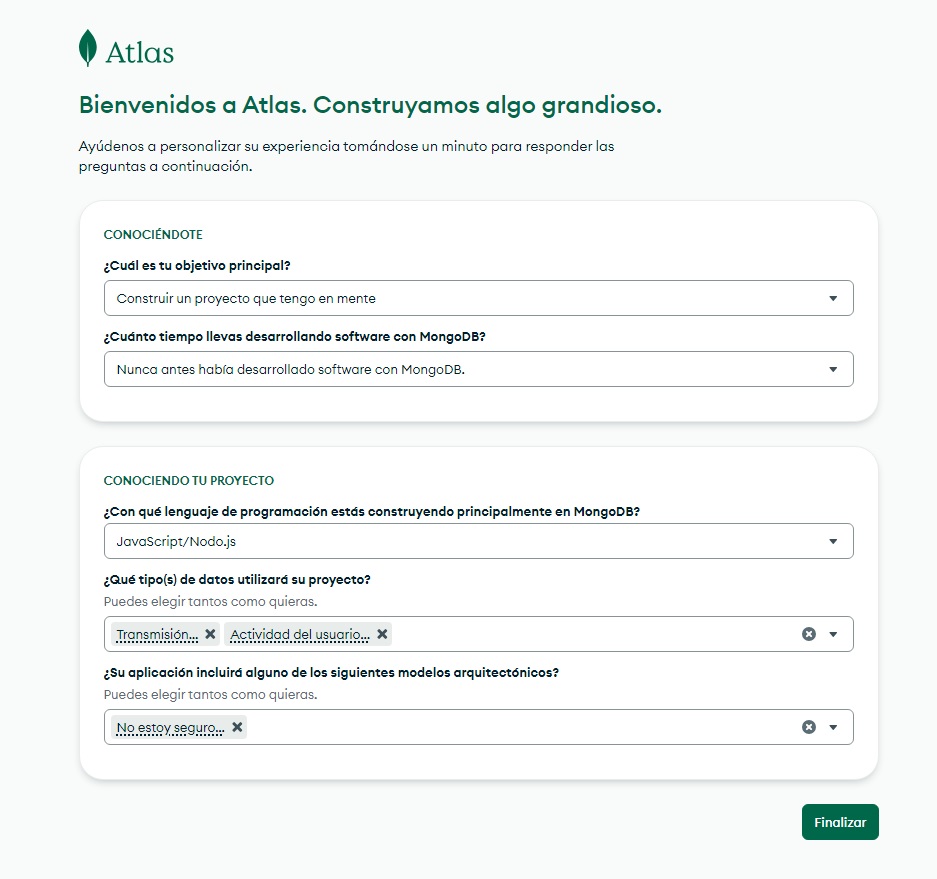 Atlas
Bienvenidos a Atlas. Construyamos algo grandioso.
Ayúdenos a personalizar su experiencia tomándose un minuto para responder las
preguntas a continuación.
CONOCIÉNDOTE
¿Cuál es tu objetivo principal?
Construir un proyecto que tengo en mente
¿Cuánto tiempo llevas desarrollando software con MongoDB?
Nunca antes había desarrollado software con MongoDB.
CONOCIENDO TU PROYECTO
¿Con qué lenguaje de programación estás construyendo principalmente en MongoDB?
JavaScript/Nodo.js
¿Qué tipo(s) de datos utilizará su proyecto?
Puedes elegir tantos como quieras.
Transmisión... Actividad del usuario...
¿Su aplicación incluirá alguno de los siguientes modelos arquitectónicos?
Puedes elegir tantos como quieras.
No estoy seguro...
Finalizar